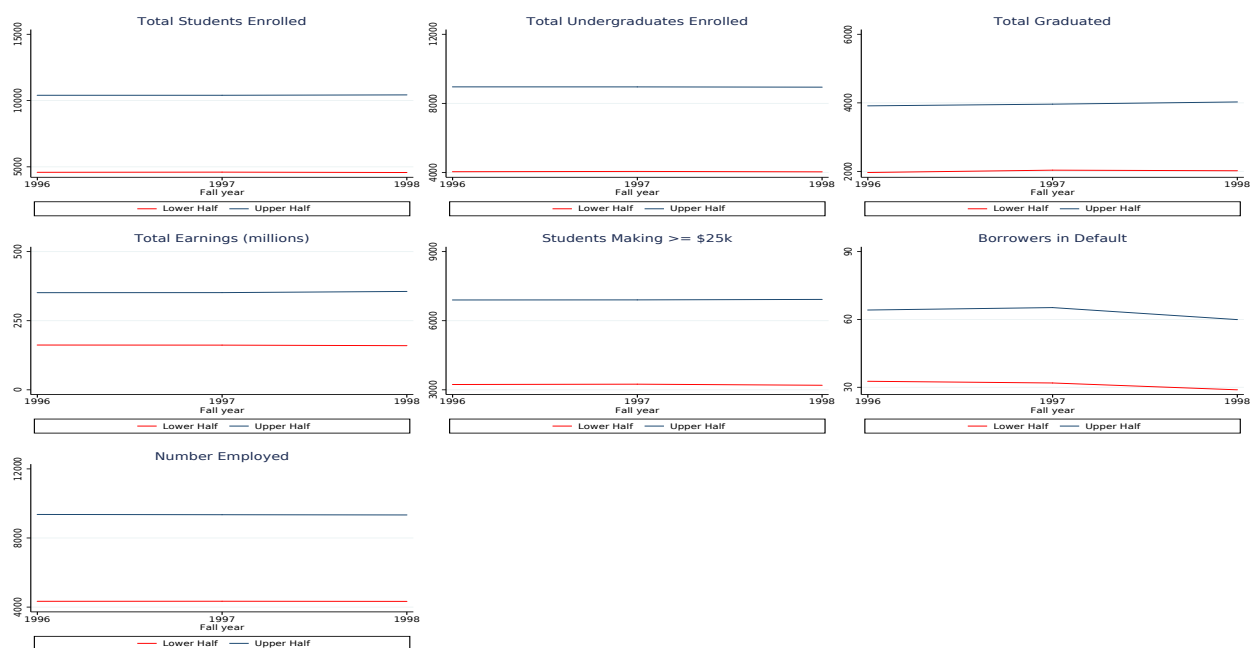 Total Students Enrolled
15000
10000
5000
1996 1997 1998
Fall year
Lower Half Upper Half
Total Undergraduates Enrolled
12000
8000
4000
1996 1997 1998
Fall year
Lower Half Upper Half
Total Graduated
6000
4000
2000
1996 1997 1998
Fall year
Lower Half Upper Half
Total Earnings (millions)
500
250
0
1996 1997 1998
Fall year
Lower Half Upper Half
Students Making >= $25k
9000
6000
3000
1996 1997 1998
Fall year
Lower Half Upper Half
Borrowers in Default
90
60
30
1996 1997 1998
Fall year
Lower Half Upper Half
Number Employed
12000
8000
4000
1996 1997 1998
Fall year
Lower Half Upper Half